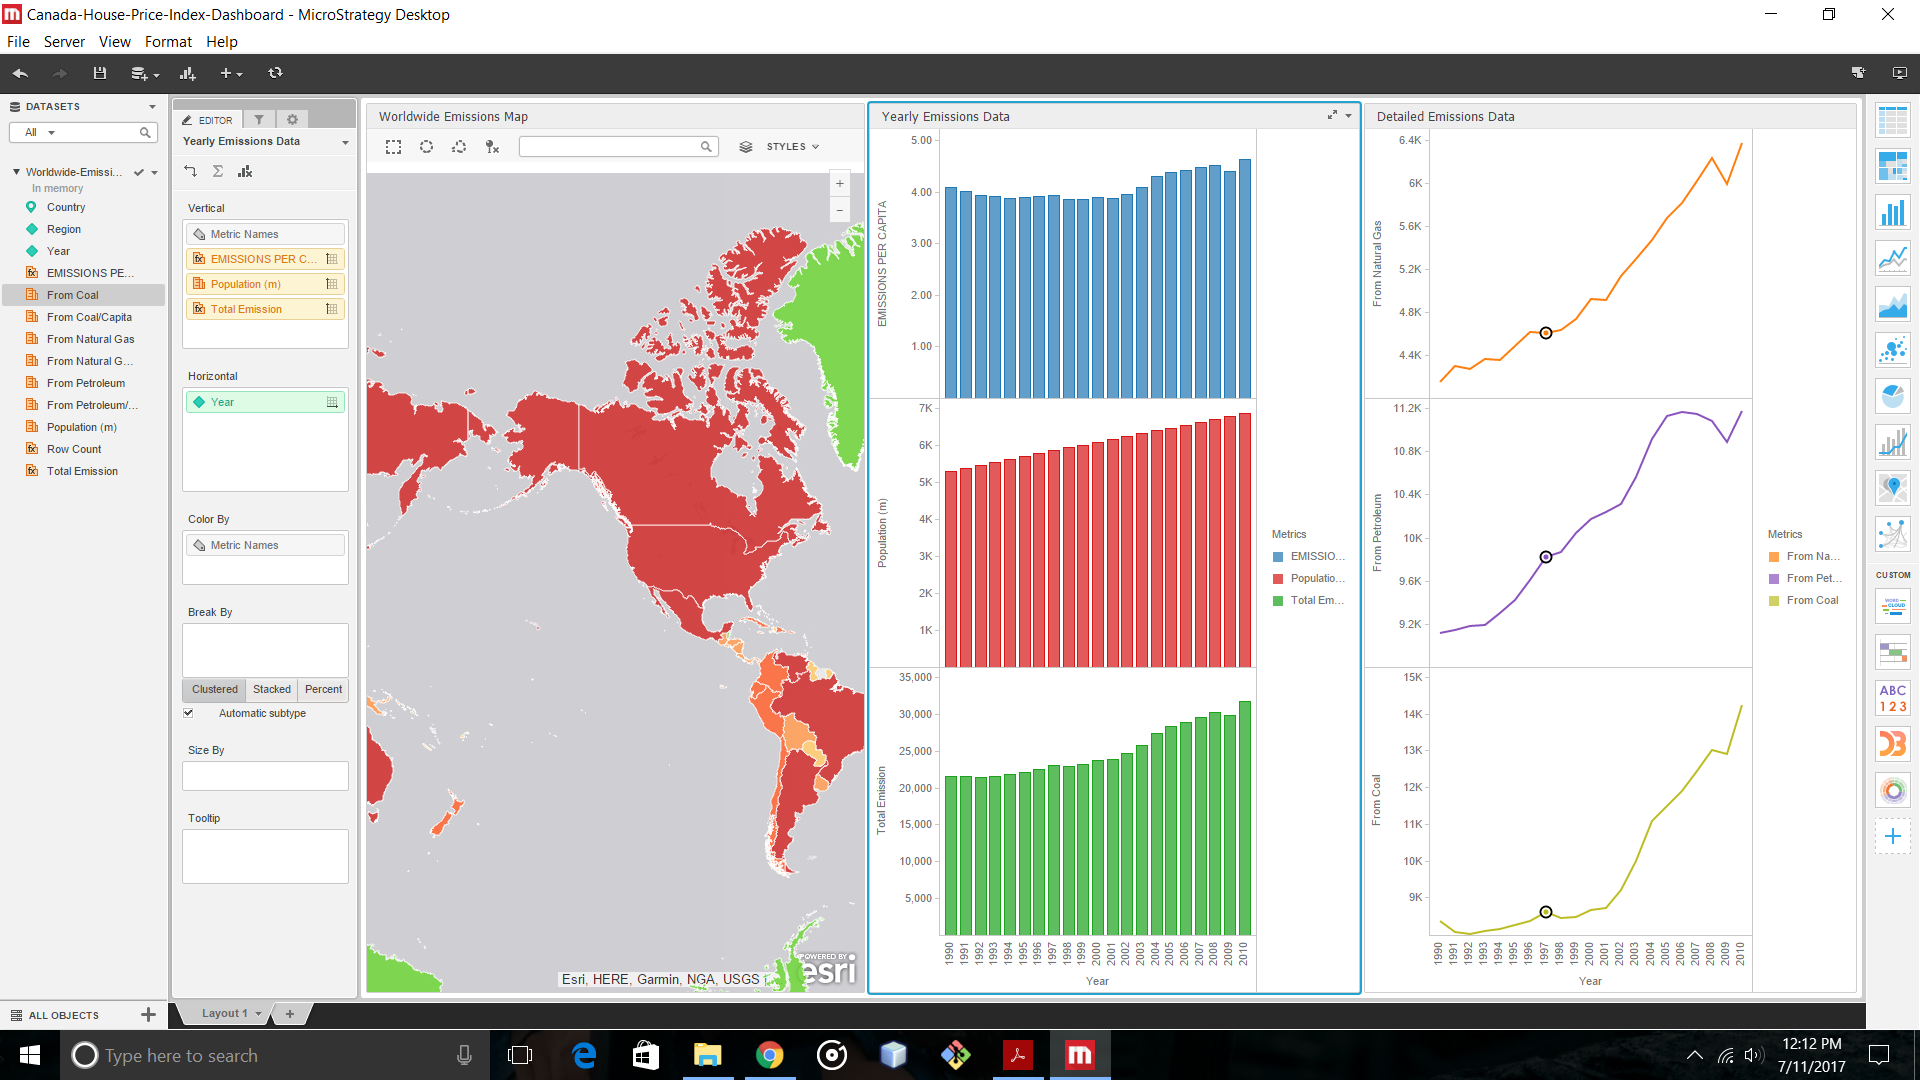 Canada-House-Price-Index-Dashboard - MicroStrategy Desktop
File Server View Format Help
DATASETS
All
Worldwide-Emissi...
In memory
Country
Region
Year
EMISSIONS PE...
From Coal
From Coal/Capita
From Natural Gas
From Natural G...
From Petroleum
From Petroleum/...
Population (m)
Row Count
Total Emission
ALL OBJECTS
EDITOR
Yearly Emissions Data
Vertical
Metric Names
EMISSIONS PER C...
Population (m)
Total Emission
Horizontal
Year
Color By
Metric Names
Break By
Clustered Stacked Percent
Automatic subtype
Size By
Tooltip
Worldwide Emissions Map
STYLES
+
-
POWERED BY
esri
Esri, HERE, Garmin, NGA, USGS
Layout 1
Yearly Emissions Data
EMISSIONS PER CAPITA
5.00
4.00
3.00
2.00
1.00
Population (m)
7K
6K
5K
4K
3K
2K
1K
Total Emission
35,000
30,000
25,000
20,000
15,000
10,000
5,000
1990 1991 1992 1993 1994 1995 1996 1997 1998 1999 2000 2001 2002 2003 2004 2005 2006 2007 2008 2009 2010
Year
Metrics
EMISSIO...
Populatio...
Total Em...
Detailed Emissions Data
From Natural Gas
6.4K
6K
5.6K
5.2K
4.8K
4.4K
From Petroleum
11.2K
10.8K
10.4K
10K
9.6K
9.2K
From Coal
15K
14K
13K
12K
11K
10K
9K
1990 1991 1992 1993 1994 1995 1996 1997 1998 1999 2000 2001 2002 2003 2004 2005 2006 2007 2008 2009 2010
Year
Metrics
From Na...
From Pet...
From Coal
CUSTOM
WORD
CLOUD
ABC
123
D3
Type here to search
12:12 PM
7/11/2017